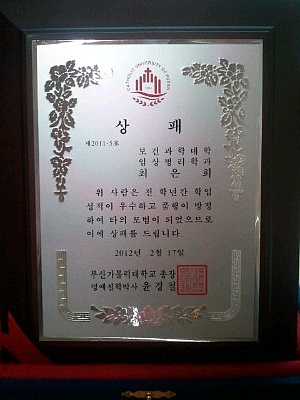 CATHOLIC UNIVERSITY OF PUSAN
상 패
제2011-5호
보건과학대학
임상병리학과
최 은 희
위 사람은 전 학년간 학업
성적이 우수하고 품행이 방정
하여 타의 모범이 되었으므로
이에 상패를 드립니다.
2012년 2월 17일
부산가톨릭대학교 총장
명예철학박사 윤경철